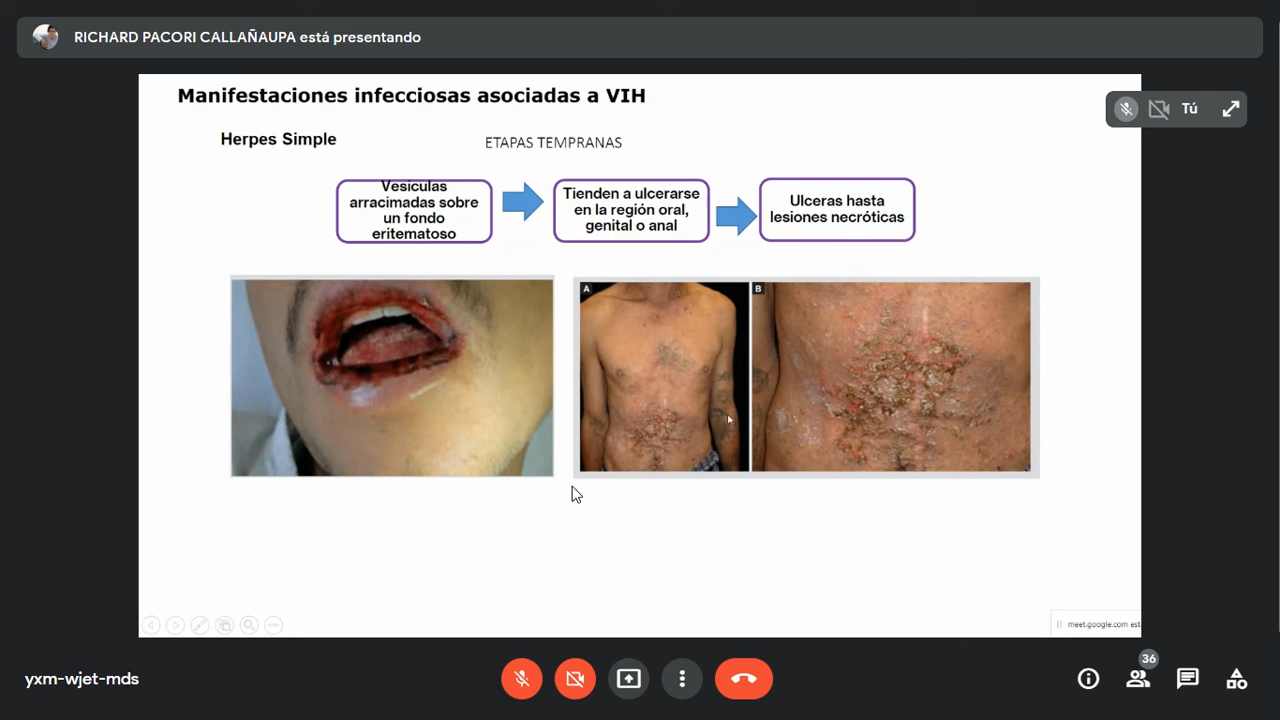 RICHARD PACORI CALLAÑAUPA está presentando
Manifestaciones infecciosas asociadas a VIH
Tú
Herpes Simple
ETAPAS TEMPRANAS
Vesiculas
arracimadas sobre
un fondo
eritematoso
Tienden a ulcerarse
en la región oral,
genital o anal
Ulceras hasta
lesiones necróticas
A
B
meet.google.com est
yxm-wjet-mds
36